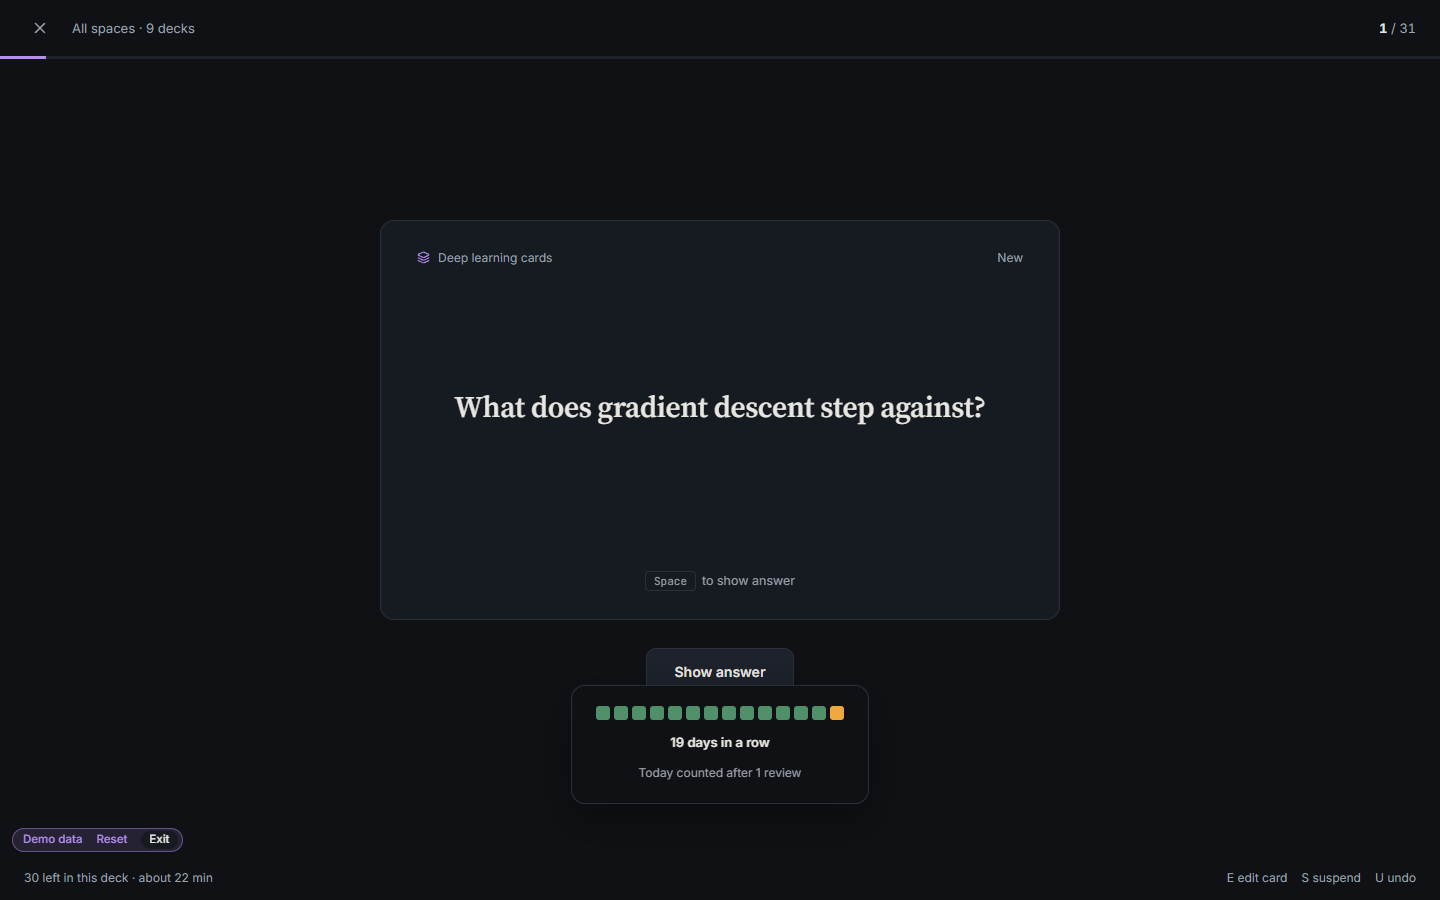 All spaces · 9 decks
1 / 31
Deep learning cards
New
What does gradient descent step against?
Space to show answer
Show answer
19 days in a row
Today counted after 1 review
Demo data Reset Exit
30 left in this deck · about 22 min
E edit card S suspend U undo